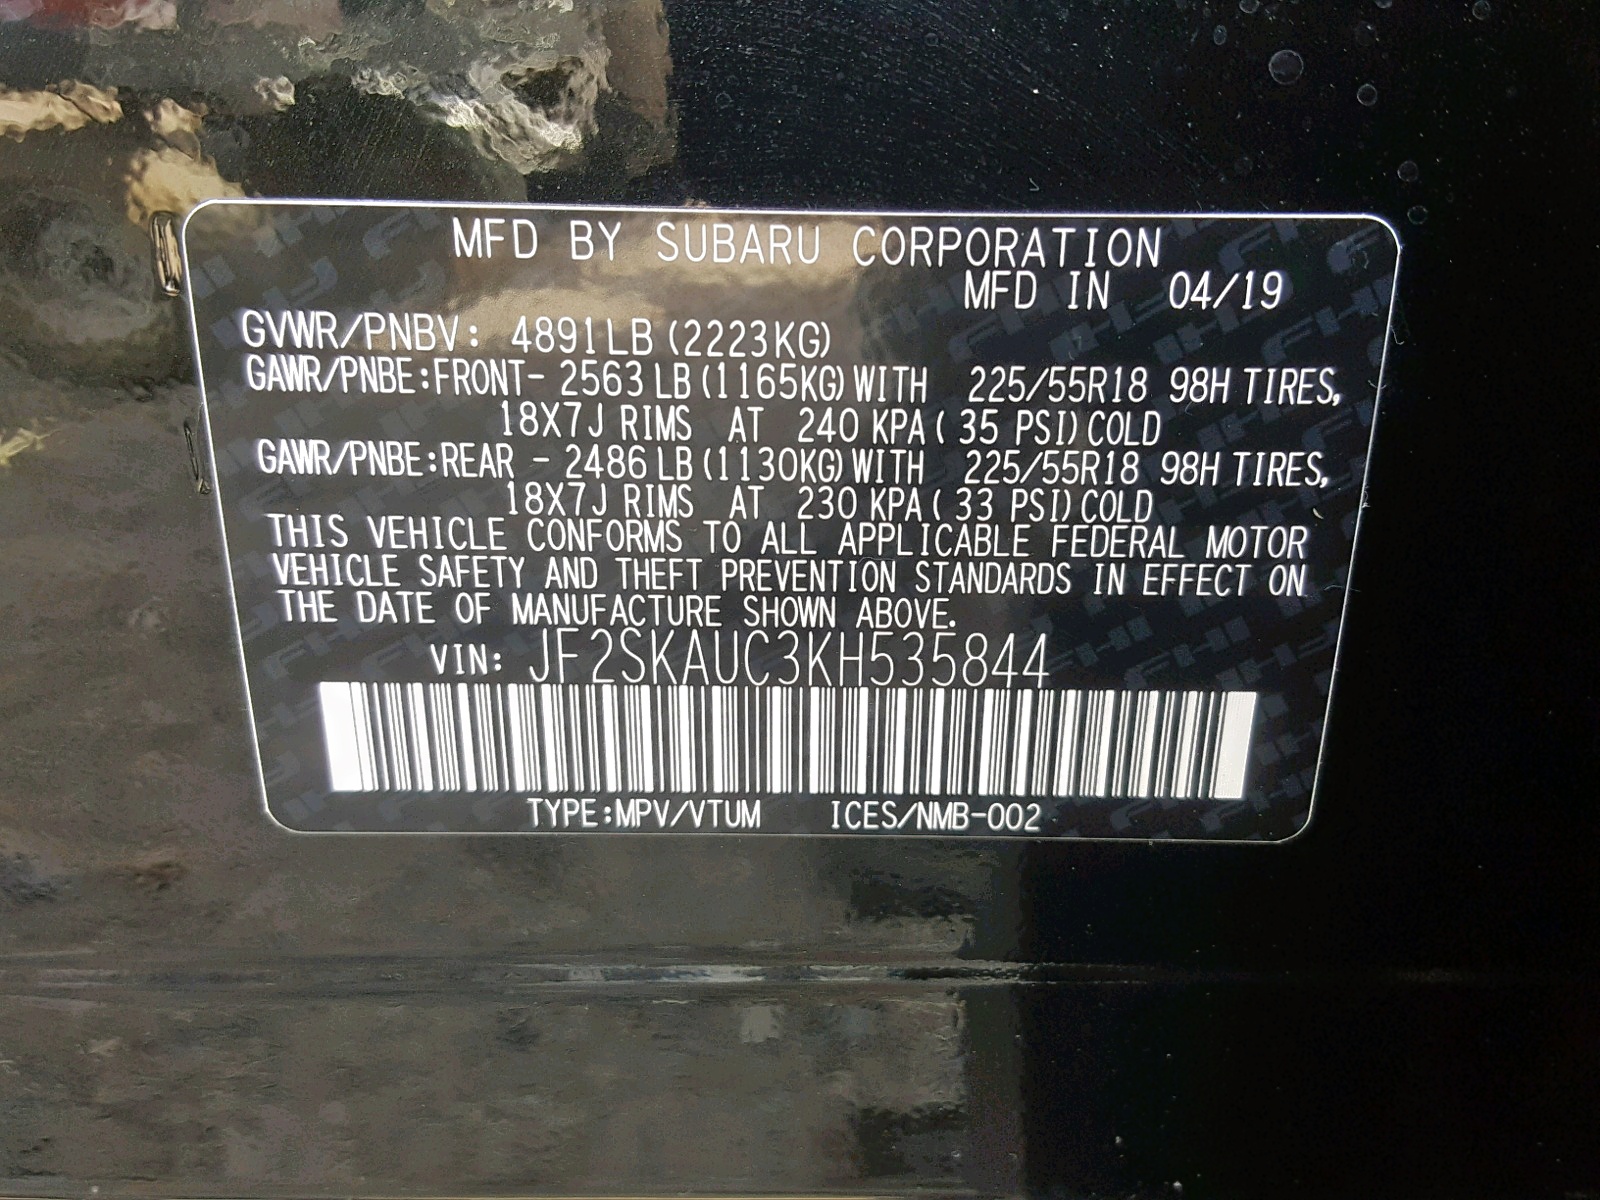 MFD BY SUBARU CORPORATION
MFD IN 04/19
GVWR/PNBV: 4891LB (2223KG)
GAWR/PNBE:FRONT- 2563 LB (1165KG) WITH 225/55R18 98H TIRES,
18X7J RIMS AT 240 KPA ( 35 PSI) COLD
GAWR/PNBE:REAR - 2486 LB (1130KG) WITH 225/55R18 98H TIRES,
18X7J RIMS AT 230 KPA ( 33 PSI) COLD
THIS VEHICLE CONFORMS TO ALL APPLICABLE FEDERAL MOTOR
VEHICLE SAFETY AND THEFT PREVENTION STANDARDS IN EFFECT ON
THE DATE OF MANUFACTURE SHOWN ABOVE.
VIN: JF2SKAUC3KH535844
TYPE:MPV/VTUM ICES/NMB-002